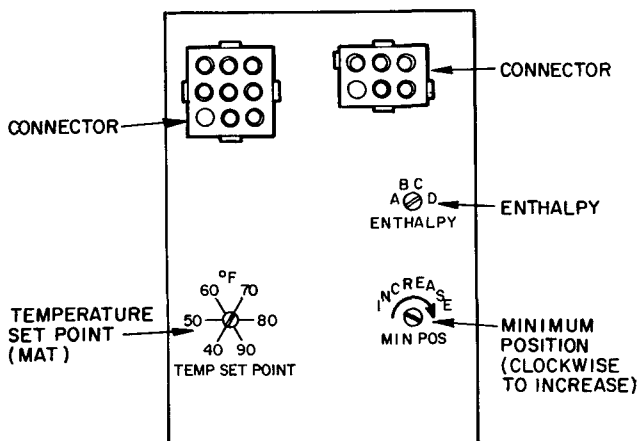 CONNECTOR
CONNECTOR
A B C D
ENTHALPY
ENTHALPY
°F
60 70
50 80
40 90
TEMP SET POINT
TEMPERATURE
SET POINT
(MAT)
INCREASE
MIN POS
MINIMUM
POSITION
(CLOCKWISE
TO INCREASE)